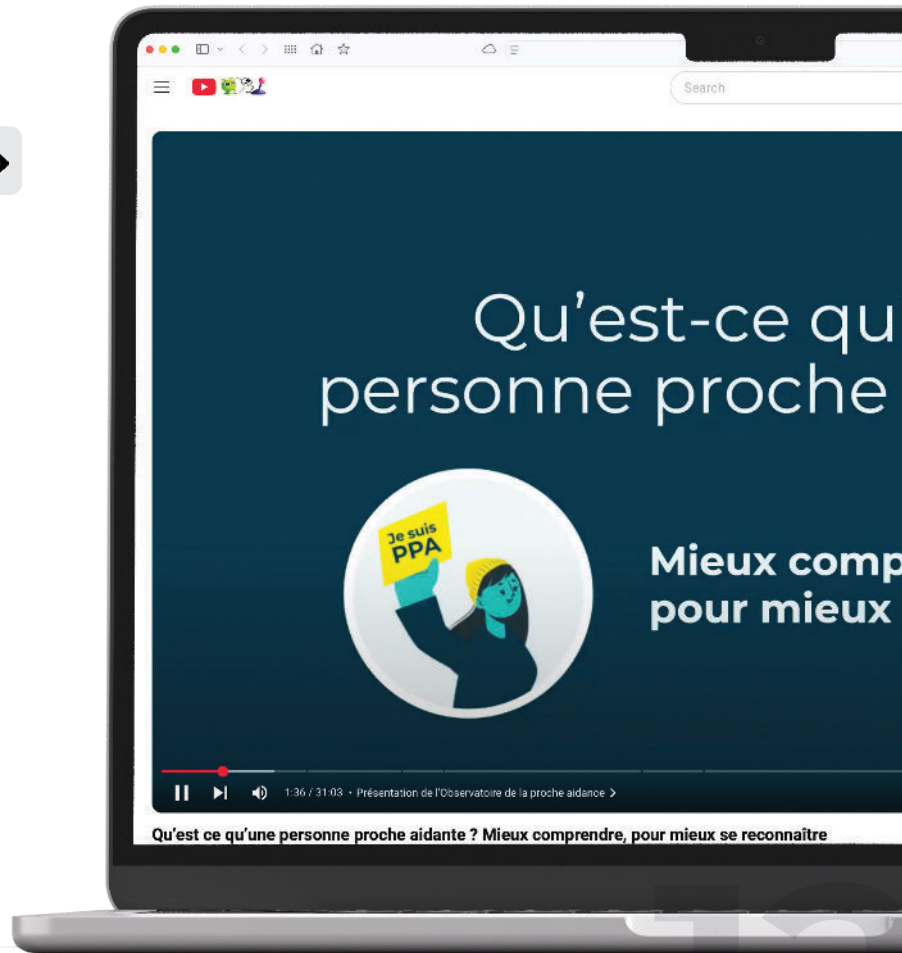 Search
Qu'est-ce qu
personne proche
Je suis
PPA
Mieux comp
pour mieux
1:36 / 31:03 • Présentation de l'Observatoire de la proche aidance >
Qu'est ce qu'une personne proche aidante ? Mieux comprendre, pour mieux se reconnaître